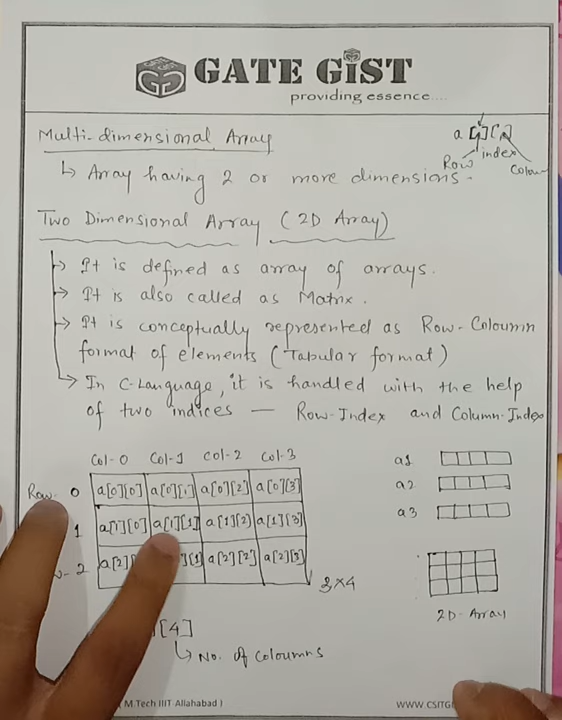 GATE GiST
providing essence....
Multi-dimensional Array
a[i][j]
Row index
Coloum
↳ Array having 2 or more dimensions.
Two Dimensional Array (2D Array)
→ It is defined as array of arrays.
→ It is also called as Matrix.
→ It is conceptually represented as Row-Coloumn
format of elements (Tabular format)
↳ In C-Language, it is handled with the help
of two indices — Row-Index and Column-Index
Col-0 Col-1 Col-2 Col-3
Row-0 a[0][0] a[0][1] a[0][2] a[0][3]
1 a[1][0] a[1][1] a[1][2] a[1][3]
-2 a[2][ ][1] a[2][2] a[2][3]
3×4
a1
a2
a3
2D-Array
[4]
↳ No. of Coloumns
( M.Tech IIIT Allahabad )
WWW.CSITG